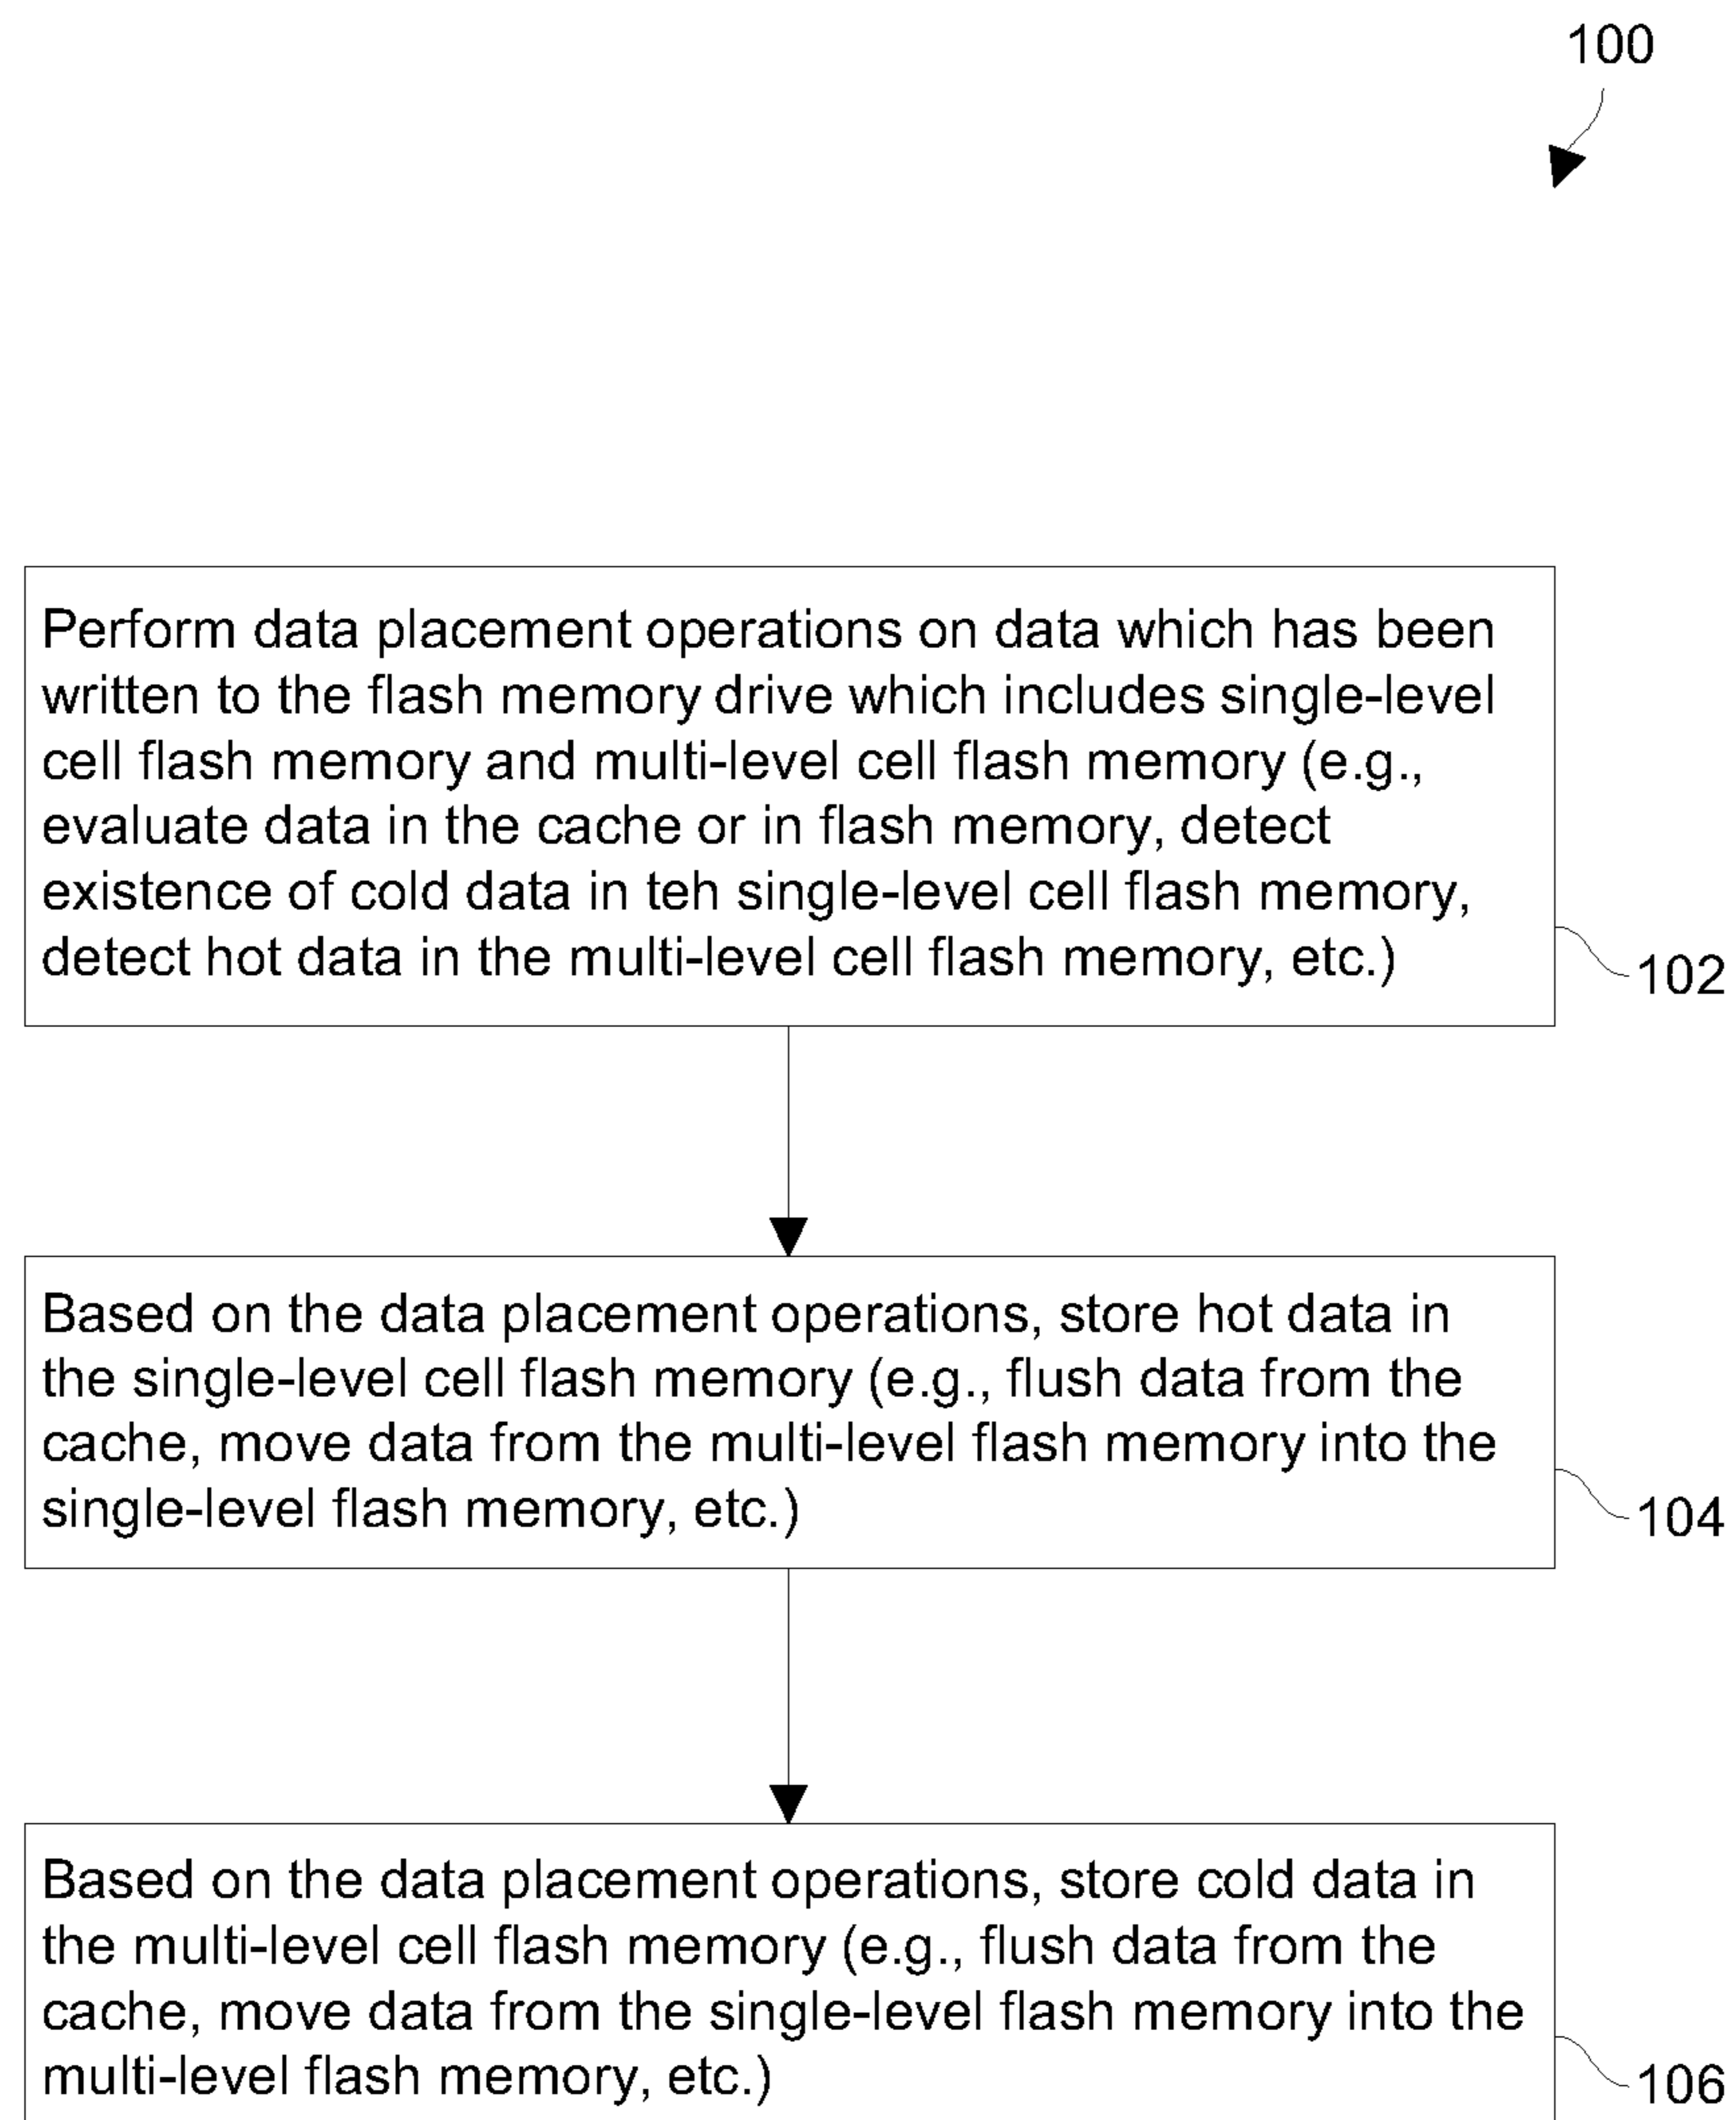 100
Perform data placement operations on data which has been
written to the flash memory drive which includes single-level
cell flash memory and multi-level cell flash memory (e.g.,
evaluate data in the cache or in flash memory, detect
existence of cold data in teh single-level cell flash memory,
detect hot data in the multi-level cell flash memory, etc.)
102
Based on the data placement operations, store hot data in
the single-level cell flash memory (e.g., flush data from the
cache, move data from the multi-level flash memory into the
single-level flash memory, etc.)
104
Based on the data placement operations, store cold data in
the multi-level cell flash memory (e.g., flush data from the
cache, move data from the single-level flash memory into the
multi-level flash memory, etc.)
106